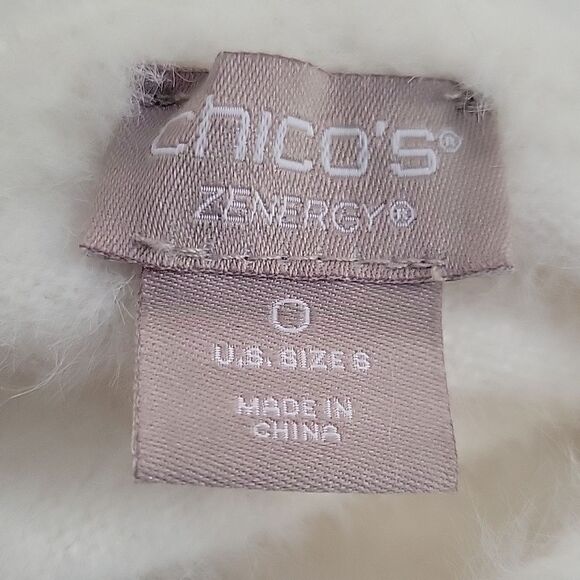 chico's®
ZENERGY®
0
U.S. SIZE 6
MADE IN
CHINA